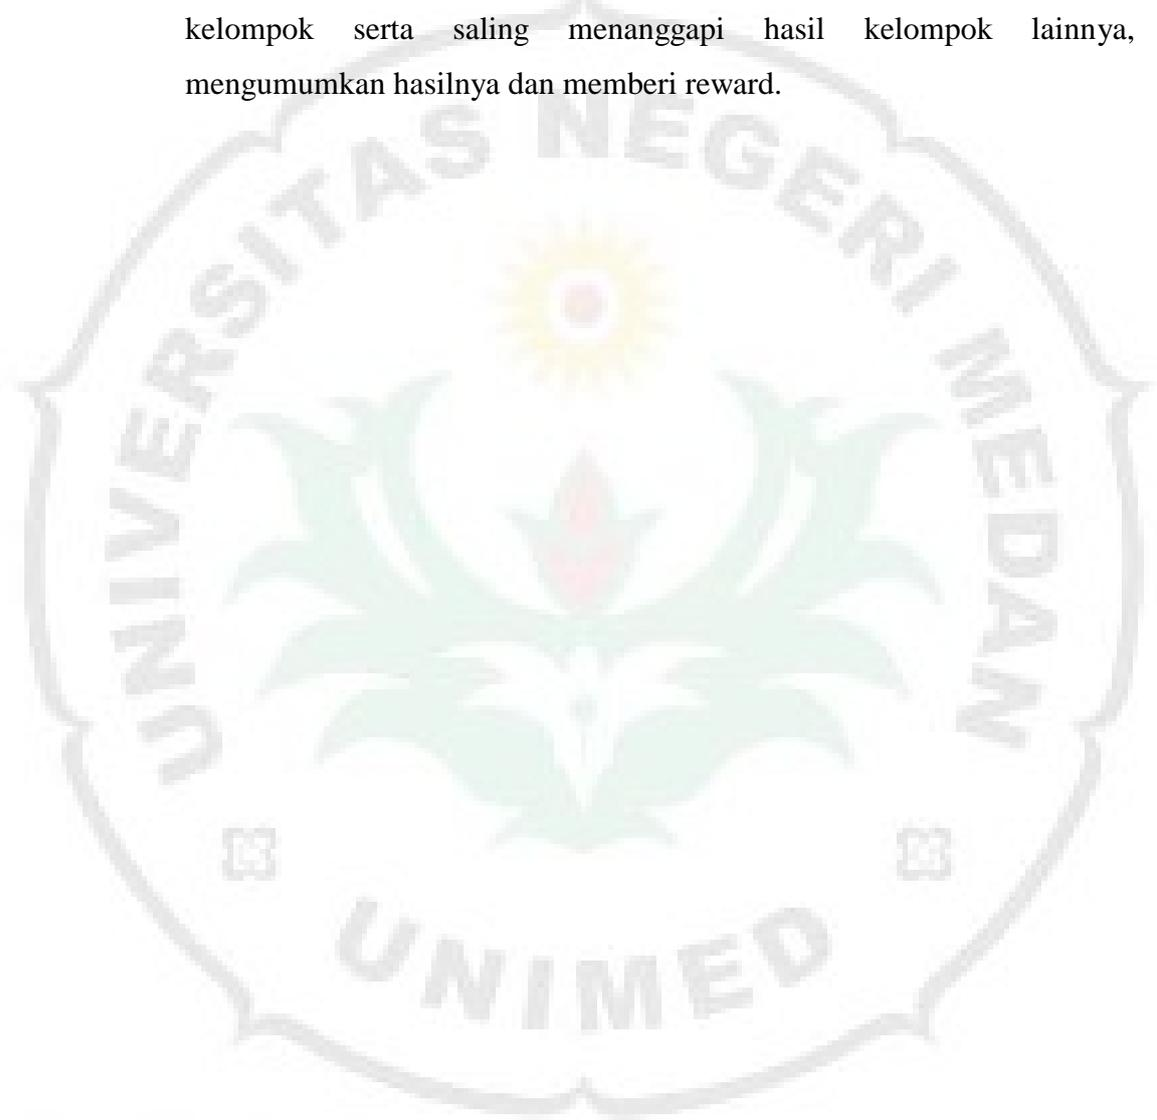 kelompok serta saling menanggapi hasil kelompok lainnya,
mengumumkan hasilnya dan memberi reward.
UNIVERSITAS NEGERI MEDAN
UNIMED